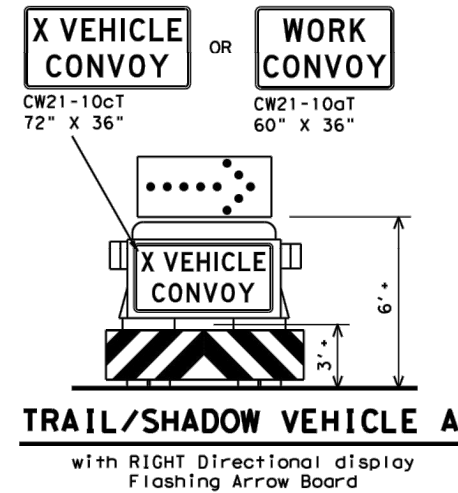 X VEHICLE
CONVOY
OR
WORK
CONVOY
CW21-10cT
72" X 36"
CW21-10aT
60" X 36"
X VEHICLE
CONVOY
6' +
3' +
TRAIL/SHADOW VEHICLE A
with RIGHT Directional display
Flashing Arrow Board